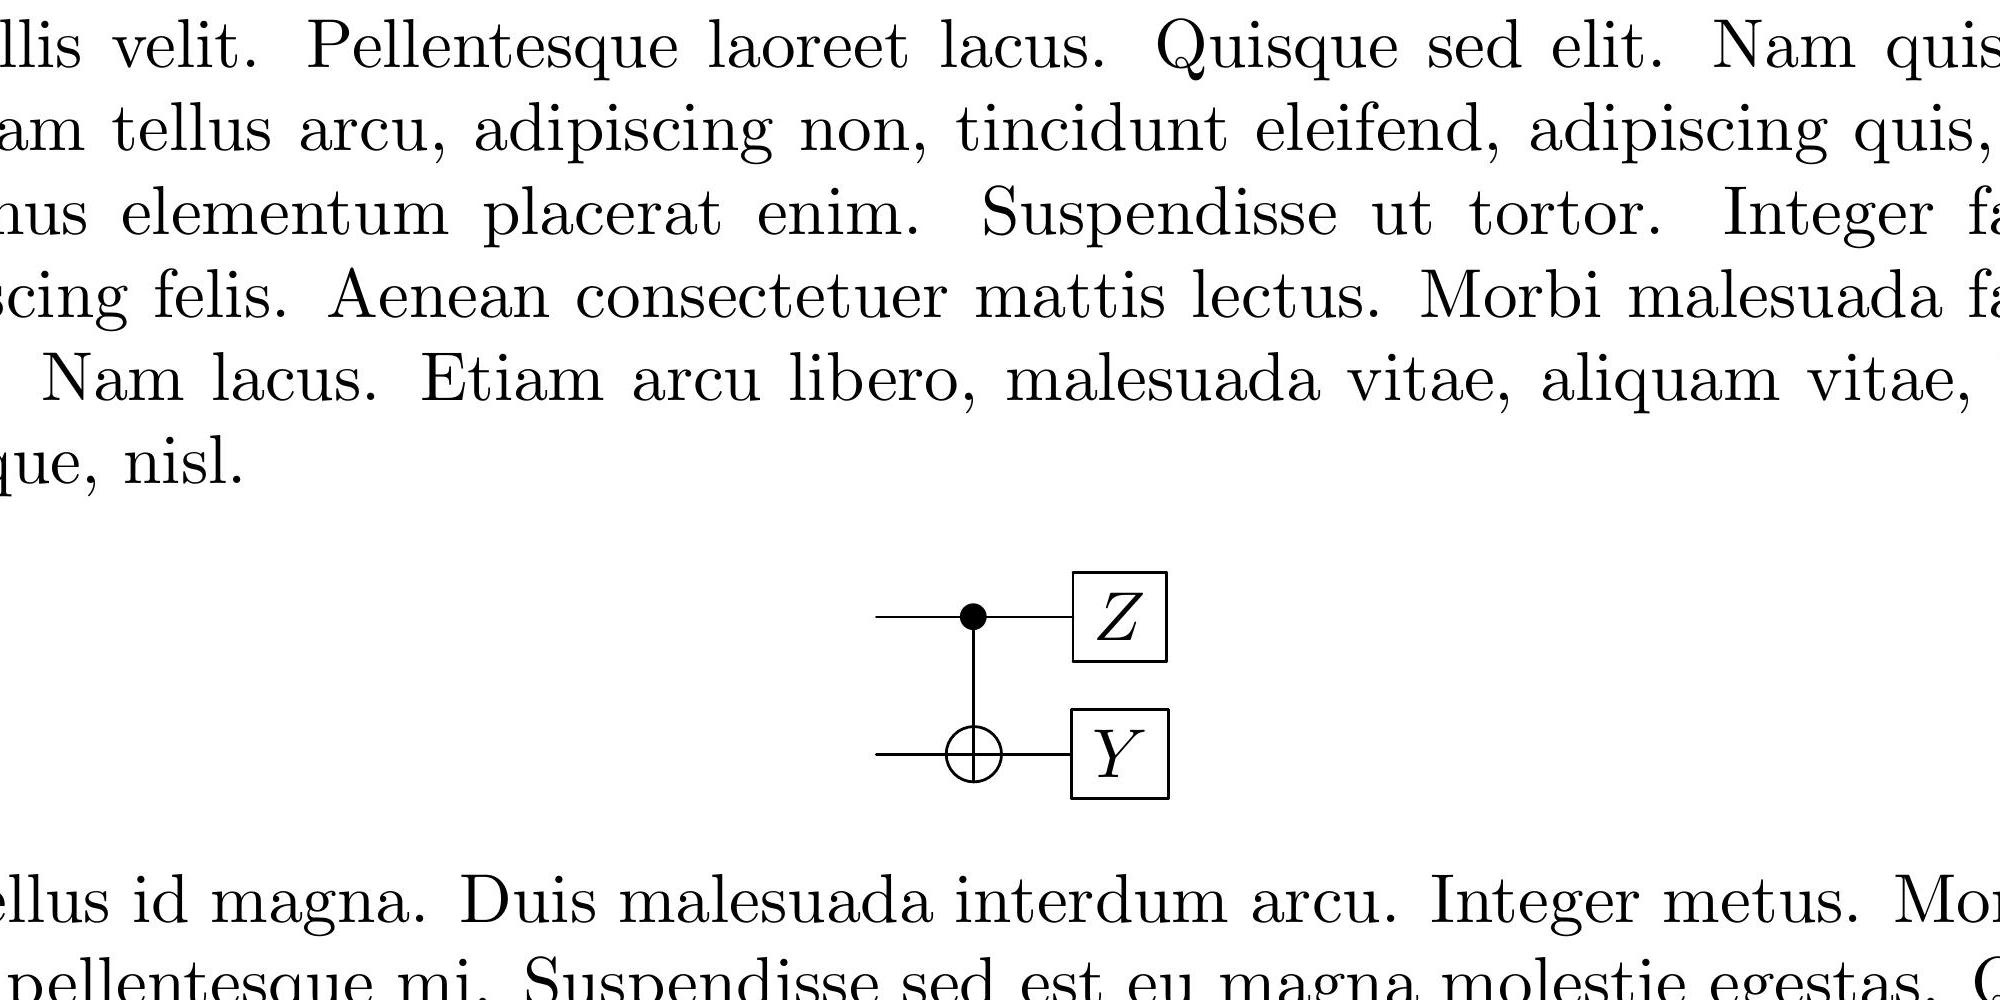 llis velit. Pellentesque laoreet lacus. Quisque sed elit. Nam quis
am tellus arcu, adipiscing non, tincidunt eleifend, adipiscing quis,
nus elementum placerat enim. Suspendisse ut tortor. Integer fa
scing felis. Aenean consectetuer mattis lectus. Morbi malesuada fa
Nam lacus. Etiam arcu libero, malesuada vitae, aliquam vitae,
que, nisl.
Z
Y
ellus id magna. Duis malesuada interdum arcu. Integer metus. Mor
pellentesque mi. Suspendisse sed est eu magna molestie egestas.